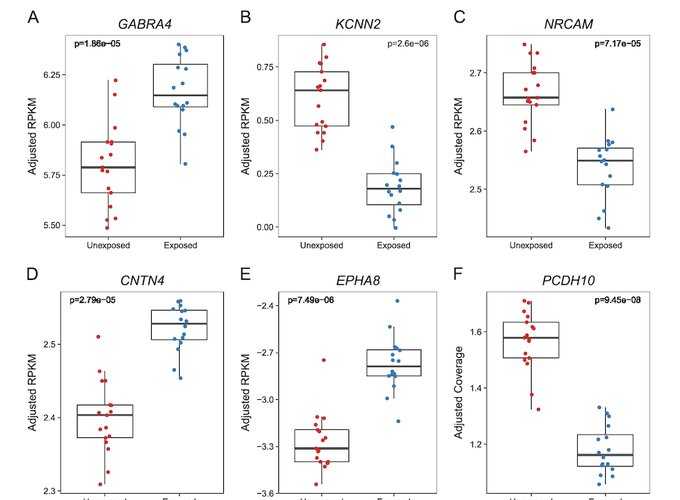 A GABRA4
p=1.86e-05
Adjusted RPKM
6.25
6.00
5.75
5.50
Unexposed Exposed
B KCNN2
p=2.6e-06
Adjusted RPKM
0.75
0.50
0.25
0.00
Unexposed Exposed
C NRCAM
p=7.17e-05
Adjusted RPKM
2.7
2.6
2.5
Unexposed Exposed
D CNTN4
p=2.79e-05
Adjusted RPKM
2.5
2.4
2.3
E EPHA8
p=7.49e-06
Adjusted RPKM
−2.4
−2.7
−3.0
−3.3
−3.6
F PCDH10
p=9.45e-08
Adjusted Coverage
1.6
1.4
1.2